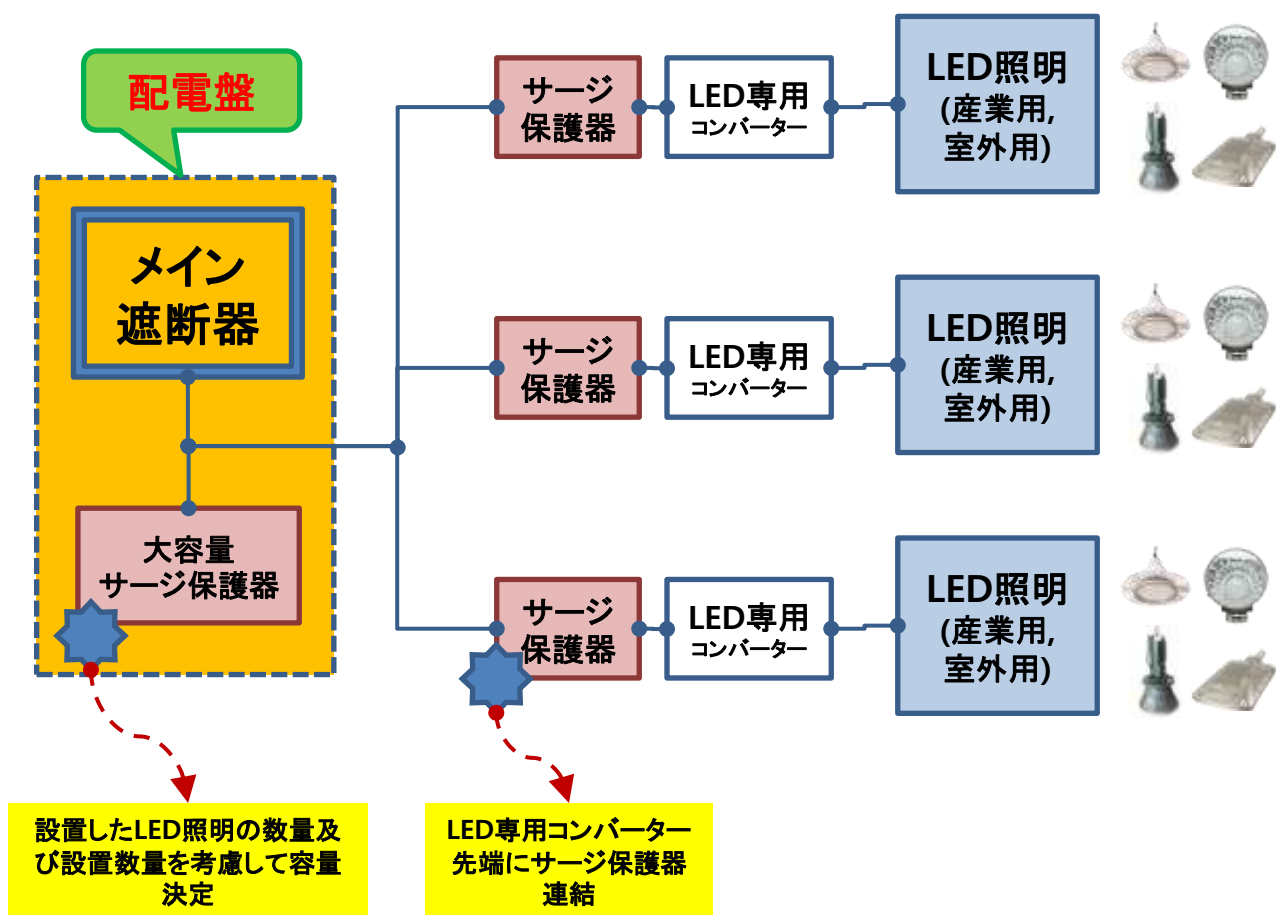 配電盤
メイン
遮断器
大容量
サージ保護器
サージ
保護器
LED専用
コンバーター
LED照明
(産業用,
室外用)
サージ
保護器
LED専用
コンバーター
LED照明
(産業用,
室外用)
サージ
保護器
LED専用
コンバーター
LED照明
(産業用,
室外用)
設置したLED照明の数量及
び設置数量を考慮して容量
決定
LED専用コンバーター
先端にサージ保護器
連結